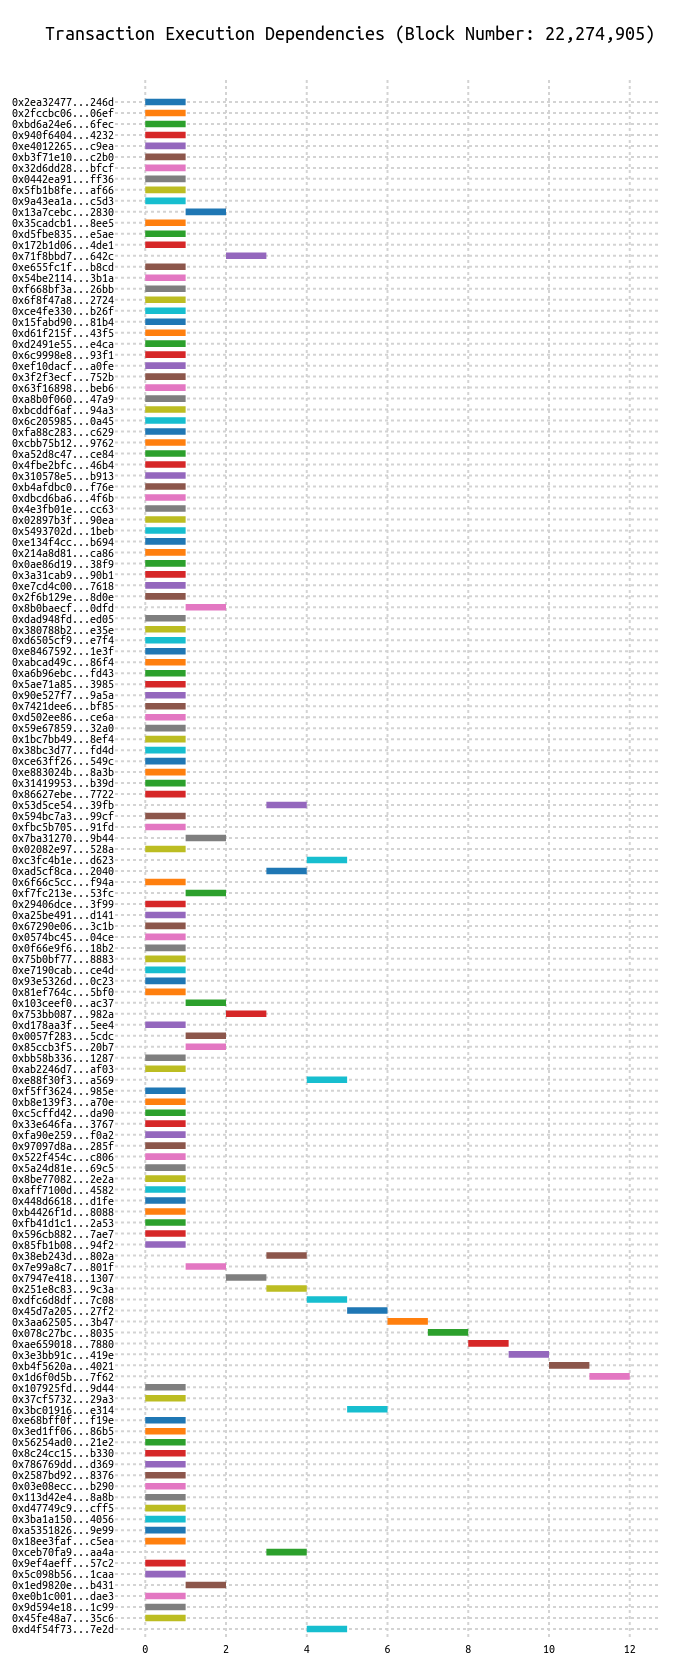 Transaction Execution Dependencies (Block Number: 22,274,905)
0x2ea32477...246d
0x2fccbc06...06ef
0xbd6a24e6...6fec
0x940f6404...4232
0xe4012265...c9ea
0xb3f71e10...c2b0
0x32d6dd28...bfcf
0x0442ea91...ff36
0x5fb1b8fe...af66
0x9a43ea1a...c5d3
0x13a7cebc...2830
0x35cadcb1...8ee5
0xd5fbe835...e5ae
0x172b1d06...4de1
0x71f8bbd7...642c
0xe655fc1f...b8cd
0x54be2114...3b1a
0xf668bf3a...26bb
0x6f8f47a8...2724
0xce4fe330...b26f
0x15fabd90...81b4
0xd61f215f...43f5
0xd2491e55...e4ca
0x6c9998e8...93f1
0xef10dacf...a0fe
0x3f2f3ecf...752b
0x63f16898...beb6
0xa8b0f060...47a9
0xbcddf6af...94a3
0x6c205985...0a45
0xfa88c283...c629
0xcbb75b12...9762
0xa52d8c47...ce84
0x4fbe2bfc...46b4
0x310578e5...b913
0xb4afdbc0...f76e
0xdbcd6ba6...4f6b
0x4e3fb01e...cc63
0x02897b3f...90ea
0x5493702d...1beb
0xe134f4cc...b694
0x214a8d81...ca86
0x0ae86d19...38f9
0x3a31cab9...90b1
0xe7cd4c00...7618
0x2f6b129e...8d0e
0x8b0baecf...0dfd
0xdad948fd...ed05
0x380788b2...e35e
0xd6505cf9...e7f4
0xe8467592...1e3f
0xabcad49c...86f4
0xa6b96ebc...fd43
0x5ae71a85...3985
0x90e527f7...9a5a
0x7421dee6...bf85
0xd502ee86...ce6a
0x59e67859...32a0
0x1bc7bb49...8ef4
0x38bc3d77...fd4d
0xce63ff26...549c
0xe883024b...8a3b
0x31419953...b39d
0x86627ebe...7722
0x53d5ce54...39fb
0x594bc7a3...99cf
0xfbc5b705...91fd
0x7ba31270...9b44
0x02082e97...528a
0xc3fc4b1e...d623
0xad5cf8ca...2040
0x6f66c5cc...f94a
0xf7fc213e...53fc
0x29406dce...3f99
0xa25be491...d141
0x67290e06...3c1b
0x0574bc45...04ce
0x0f66e9f6...18b2
0x75b0bf77...8883
0xe7190cab...ce4d
0x93e5326d...0c23
0x81ef764c...5bf0
0x103ceef0...ac37
0x753bb087...982a
0xd178aa3f...5ee4
0x0057f283...5cdc
0x85ccb3f5...20b7
0xbb58b336...1287
0xab2246d7...af03
0xe88f30f3...a569
0xf5ff3624...985e
0xb8e139f3...a70e
0xc5cffd42...da90
0x33e646fa...3767
0xfa90e259...f0a2
0x97097d8a...285f
0x522f454c...c806
0x5a24d81e...69c5
0x8be77082...2e2a
0xaff7100d...4582
0x448d6618...d1fe
0xb4426f1d...8088
0xfb41d1c1...2a53
0x596cb882...7ae7
0x85fb1b08...94f2
0x38eb243d...802a
0x7e99a8c7...801f
0x7947e418...1307
0x251e8c83...9c3a
0xdfc6d8df...7c08
0x45d7a205...27f2
0x3aa62505...3b47
0x078c27bc...8035
0xae659018...7880
0x3e3bb91c...419e
0xb4f5620a...4021
0x1d6f0d5b...7f62
0x107925fd...9d44
0x37cf5732...29a3
0x3bc01916...e314
0xe68bff0f...f19e
0x3ed1ff06...86b5
0x56254ad0...21e2
0x8c24cc15...b330
0x786769dd...d369
0x2587bd92...8376
0x03e08ecc...b290
0x113d42e4...8a8b
0xd47749c9...cff5
0x3ba1a150...4056
0xa5351826...9e99
0x18ee3faf...c5ea
0xceb70fa9...aa4a
0x9ef4aeff...57c2
0x5c098b56...1caa
0x1ed9820e...b431
0xe0b1c001...dae3
0x9d594e18...1c99
0x45fe48a7...35c6
0xd4f54f73...7e2d
0 2 4 6 8 10 12